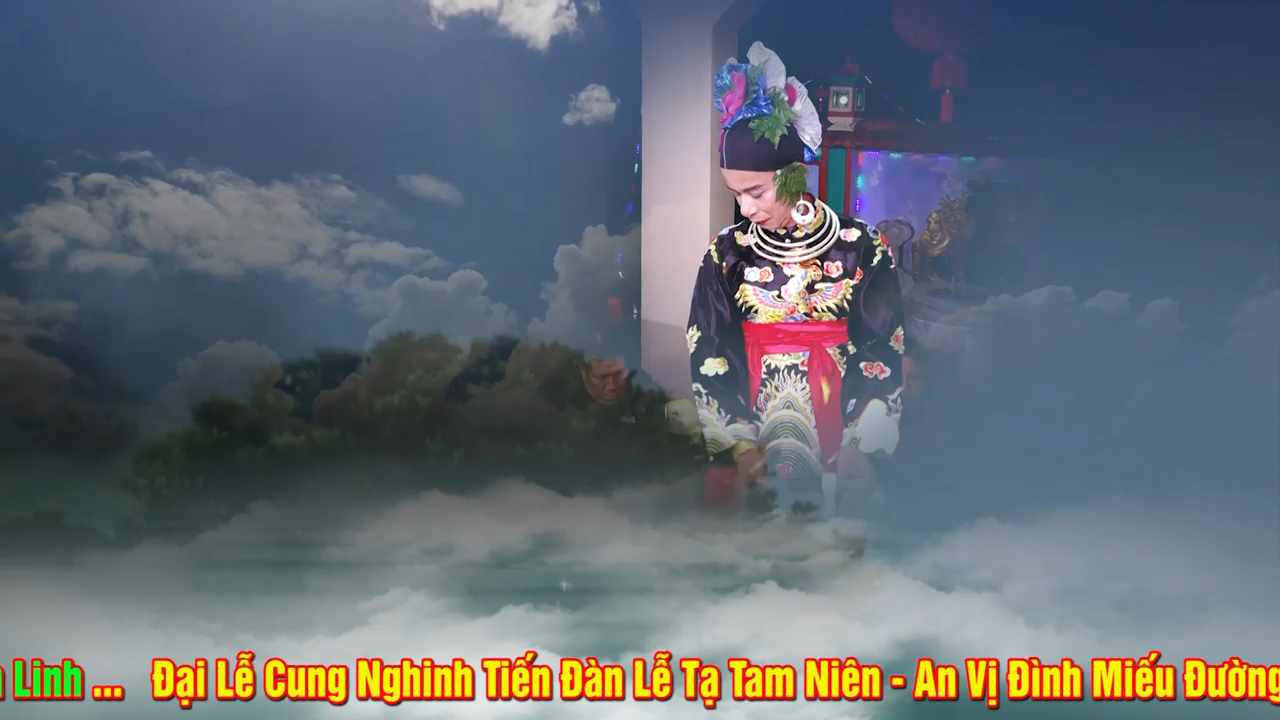 Linh ... Đại Lễ Cung Nghinh Tiến Đàn Lễ Tạ Tam Niên - An Vị Đình Miếu Đường